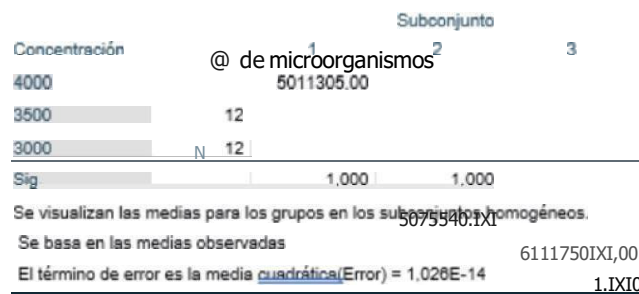 Subconjunto
Concentración @ de microorganismos 1 2 3
4000 5011305.00
3500 12
3000 N 12
Sig 1,000 1,000
Se visualizan las medias para los grupos en los subconjuntos homogéneos.
5075540.IXI
Se basa en las medias observadas
6111750IXI,00
El término de error es la media cuadrática(Error) = 1,026E-14
1.IXI0